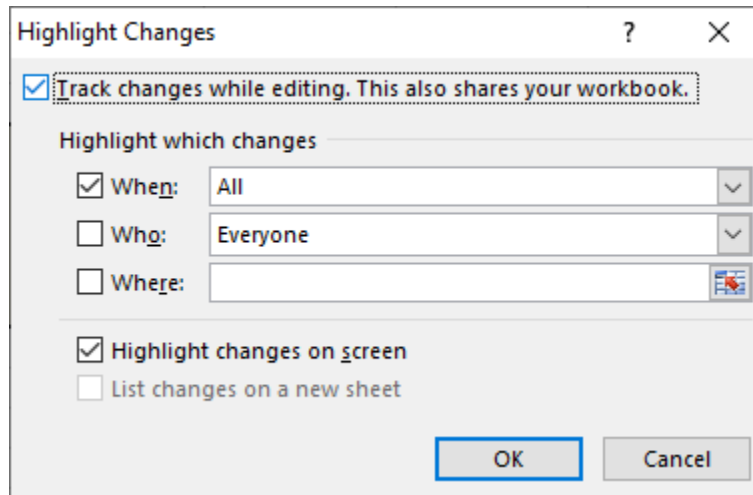 Highlight Changes ?
Track changes while editing. This also shares your workbook.
Highlight which changes
When: All
Who: Everyone
Where:
Highlight changes on screen
List changes on a new sheet
OK Cancel